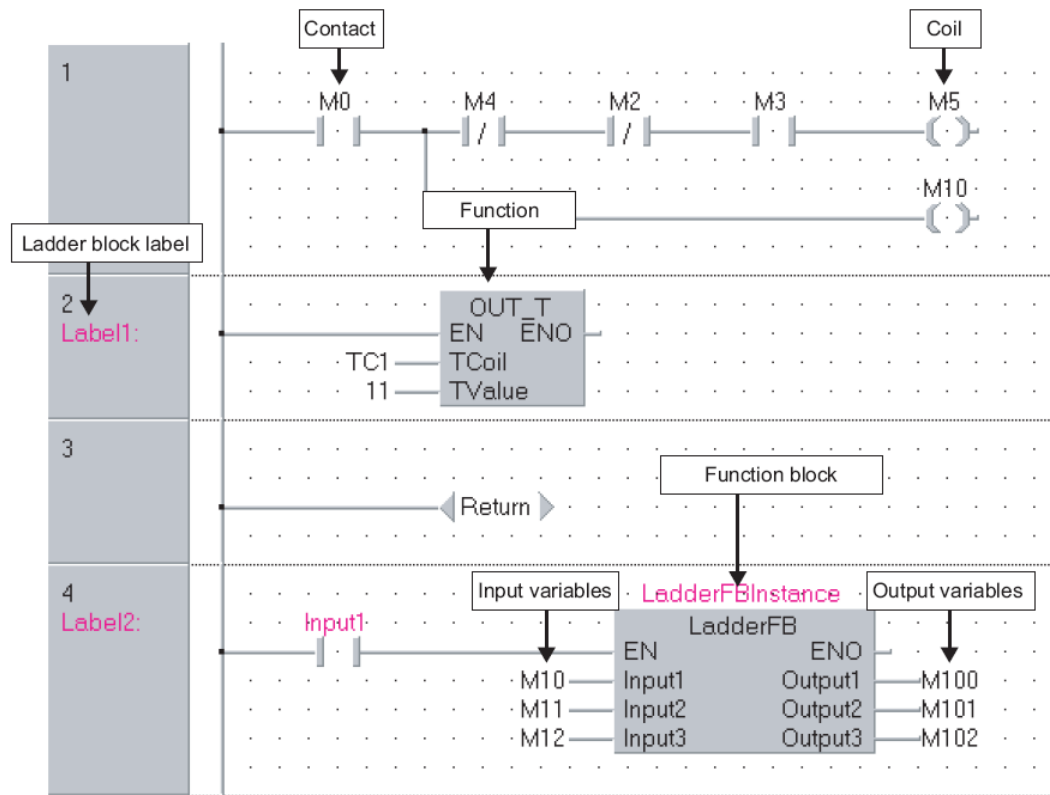 Contact
Coil
1
M0
M4
M2
M3
M5
/
/
M10
Function
Ladder block label
2
Label1:
OUT_T
EN ENO
TC1 TCoil
11 TValue
3
Return
Function block
4
Label2:
Input variables
LadderFBInstance
Output variables
Input1
LadderFB
EN ENO
M10 Input1 Output1 M100
M11 Input2 Output2 M101
M12 Input3 Output3 M102